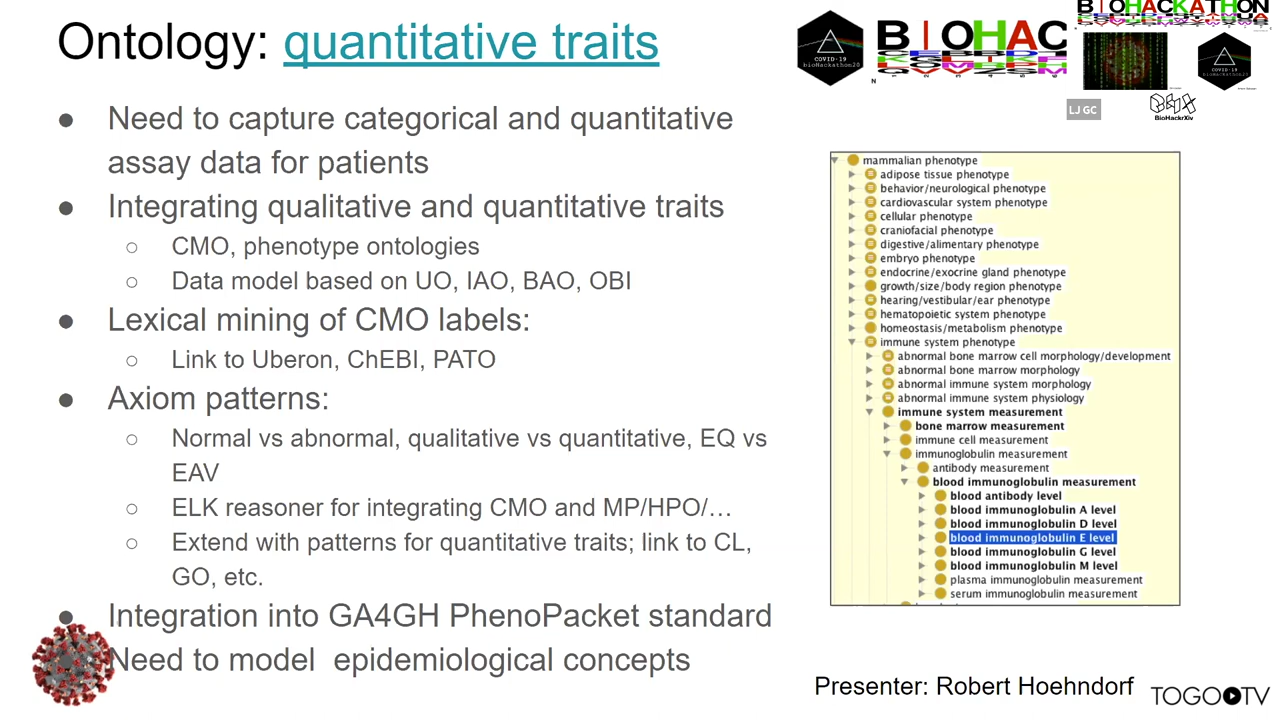 Ontology: quantitative traits
● Need to capture categorical and quantitative
assay data for patients
● Integrating qualitative and quantitative traits
○ CMO, phenotype ontologies
○ Data model based on UO, IAO, BAO, OBI
● Lexical mining of CMO labels:
○ Link to Uberon, ChEBI, PATO
● Axiom patterns:
○ Normal vs abnormal, qualitative vs quantitative, EQ vs
EAV
○ ELK reasoner for integrating CMO and MP/HPO/…
○ Extend with patterns for quantitative traits; link to CL,
GO, etc.
● Integration into GA4GH PhenoPacket standard
Need to model epidemiological concepts
COVID-19
bioHackathon20
BIOHAC
BIOHACKATHON
COVID-19
bioHackathon20
LJ GC
BioHackrXiv
mammalian phenotype
adipose tissue phenotype
behavior/neurological phenotype
cardiovascular system phenotype
cellular phenotype
craniofacial phenotype
digestive/alimentary phenotype
embryo phenotype
endocrine/exocrine gland phenotype
growth/size/body region phenotype
hearing/vestibular/ear phenotype
hematopoietic system phenotype
homeostasis/metabolism phenotype
immune system phenotype
abnormal bone marrow cell morphology/development
abnormal bone marrow morphology
abnormal immune system morphology
abnormal immune system physiology
immune system measurement
bone marrow measurement
immune cell measurement
immunoglobulin measurement
antibody measurement
blood immunoglobulin measurement
blood antibody level
blood immunoglobulin A level
blood immunoglobulin D level
blood immunoglobulin E level
blood immunoglobulin G level
blood immunoglobulin M level
plasma immunoglobulin measurement
serum immunoglobulin measurement
Presenter: Robert Hoehndorf
TOGOTV